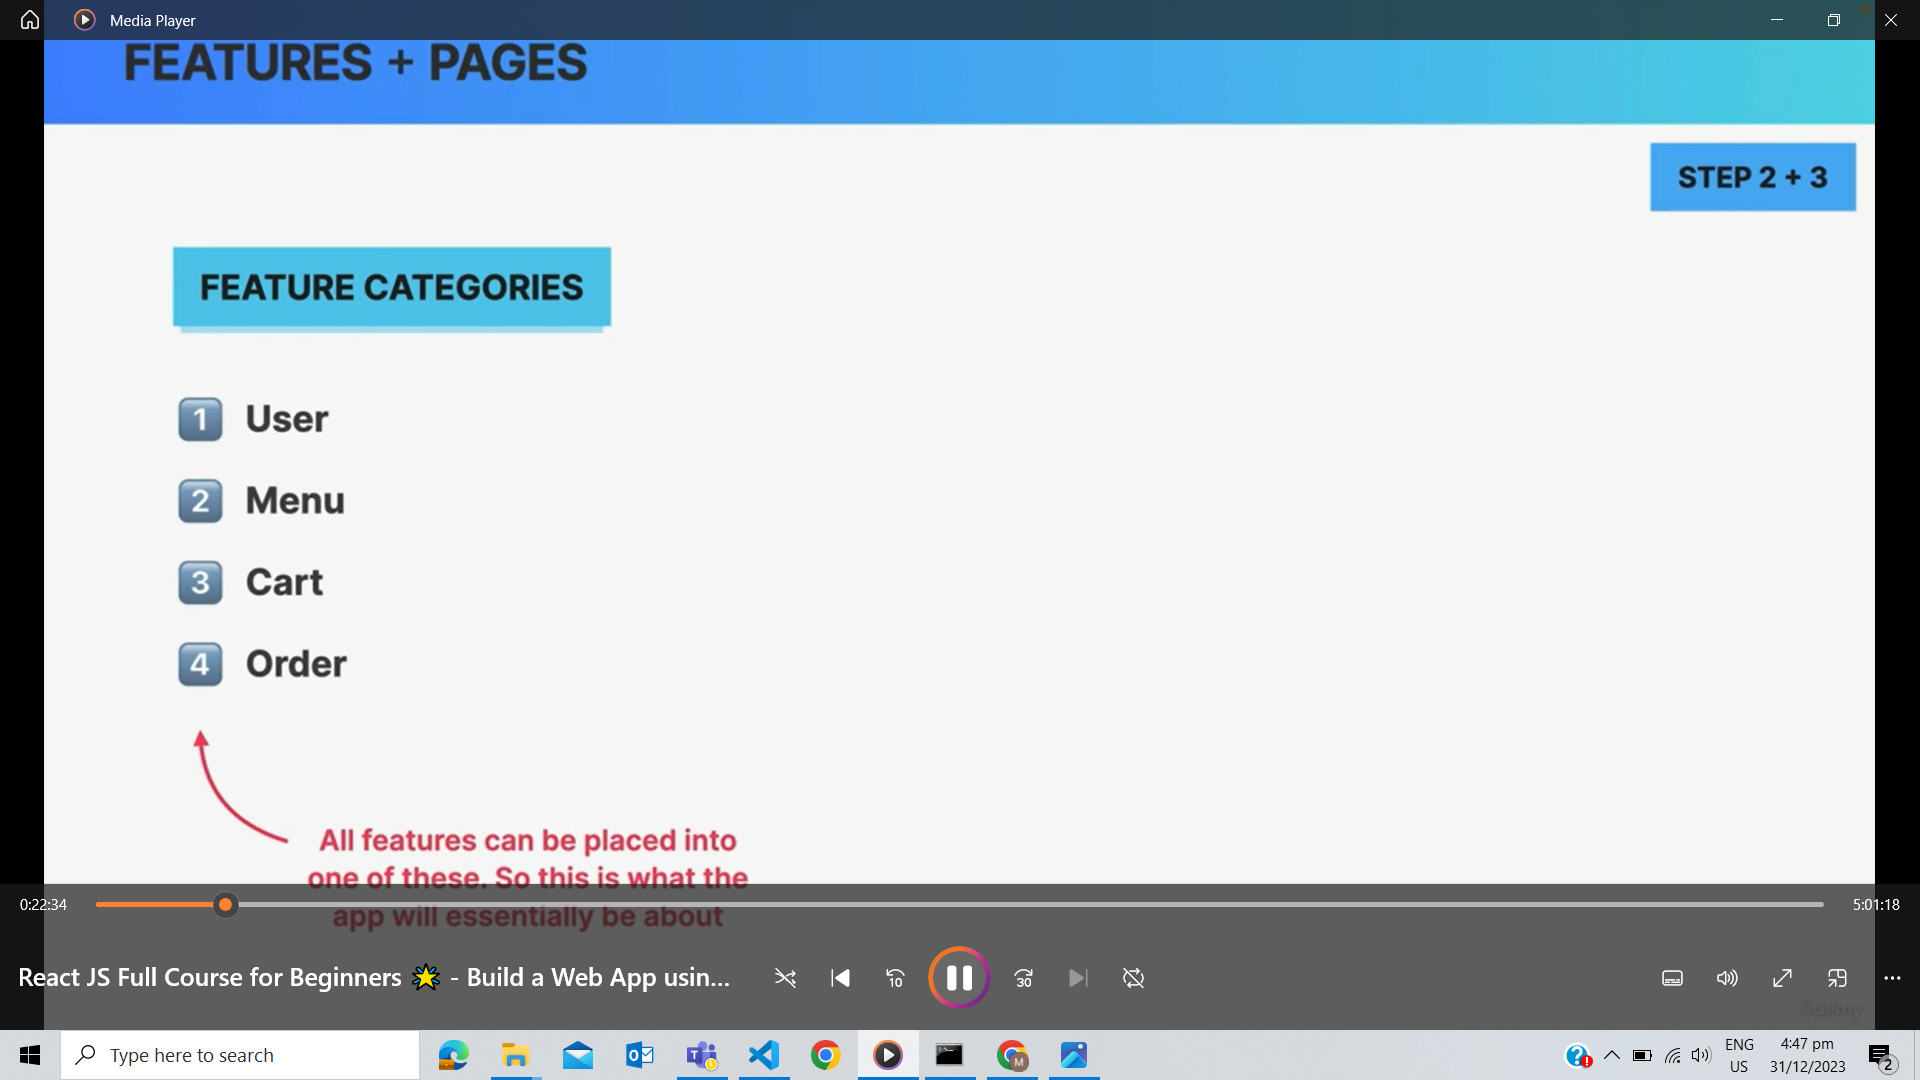 Media Player
FEATURES + PAGES
STEP 2 + 3
FEATURE CATEGORIES
1 User
2 Menu
3 Cart
4 Order
All features can be placed into
one of these. So this is what the
app will essentially be about
0:22:34
5:01:18
React JS Full Course for Beginners 🌟 - Build a Web App usin...
10
30
8demy
Type here to search
M
ENG
US
4:47 pm
31/12/2023
2